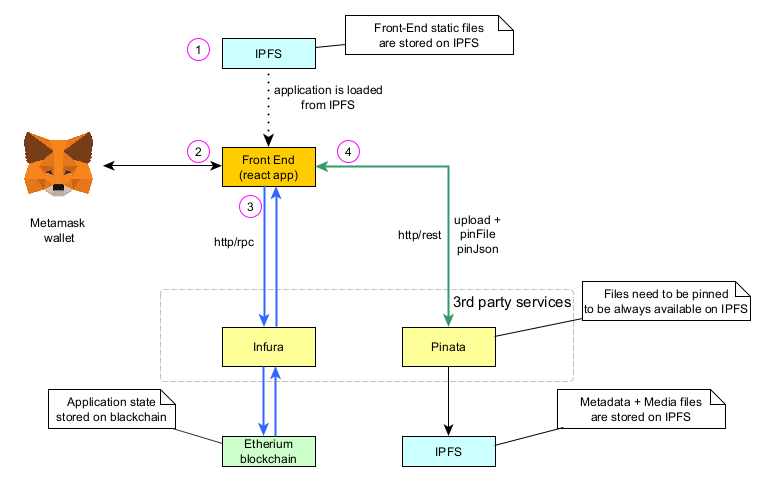 Front-End static files
are stored on IPFS
1
IPFS
application is loaded
from IPFS
2
4
Front End
(react app)
3
Metamask
wallet
http/rpc
http/rest
upload +
pinFile
pinJson
3rd party services
Files need to be pinned
to be always available on IPFS
Infura
Pinata
Application state
stored on blackchain
Metadata + Media files
are stored on IPFS
Etherium
blockchain
IPFS